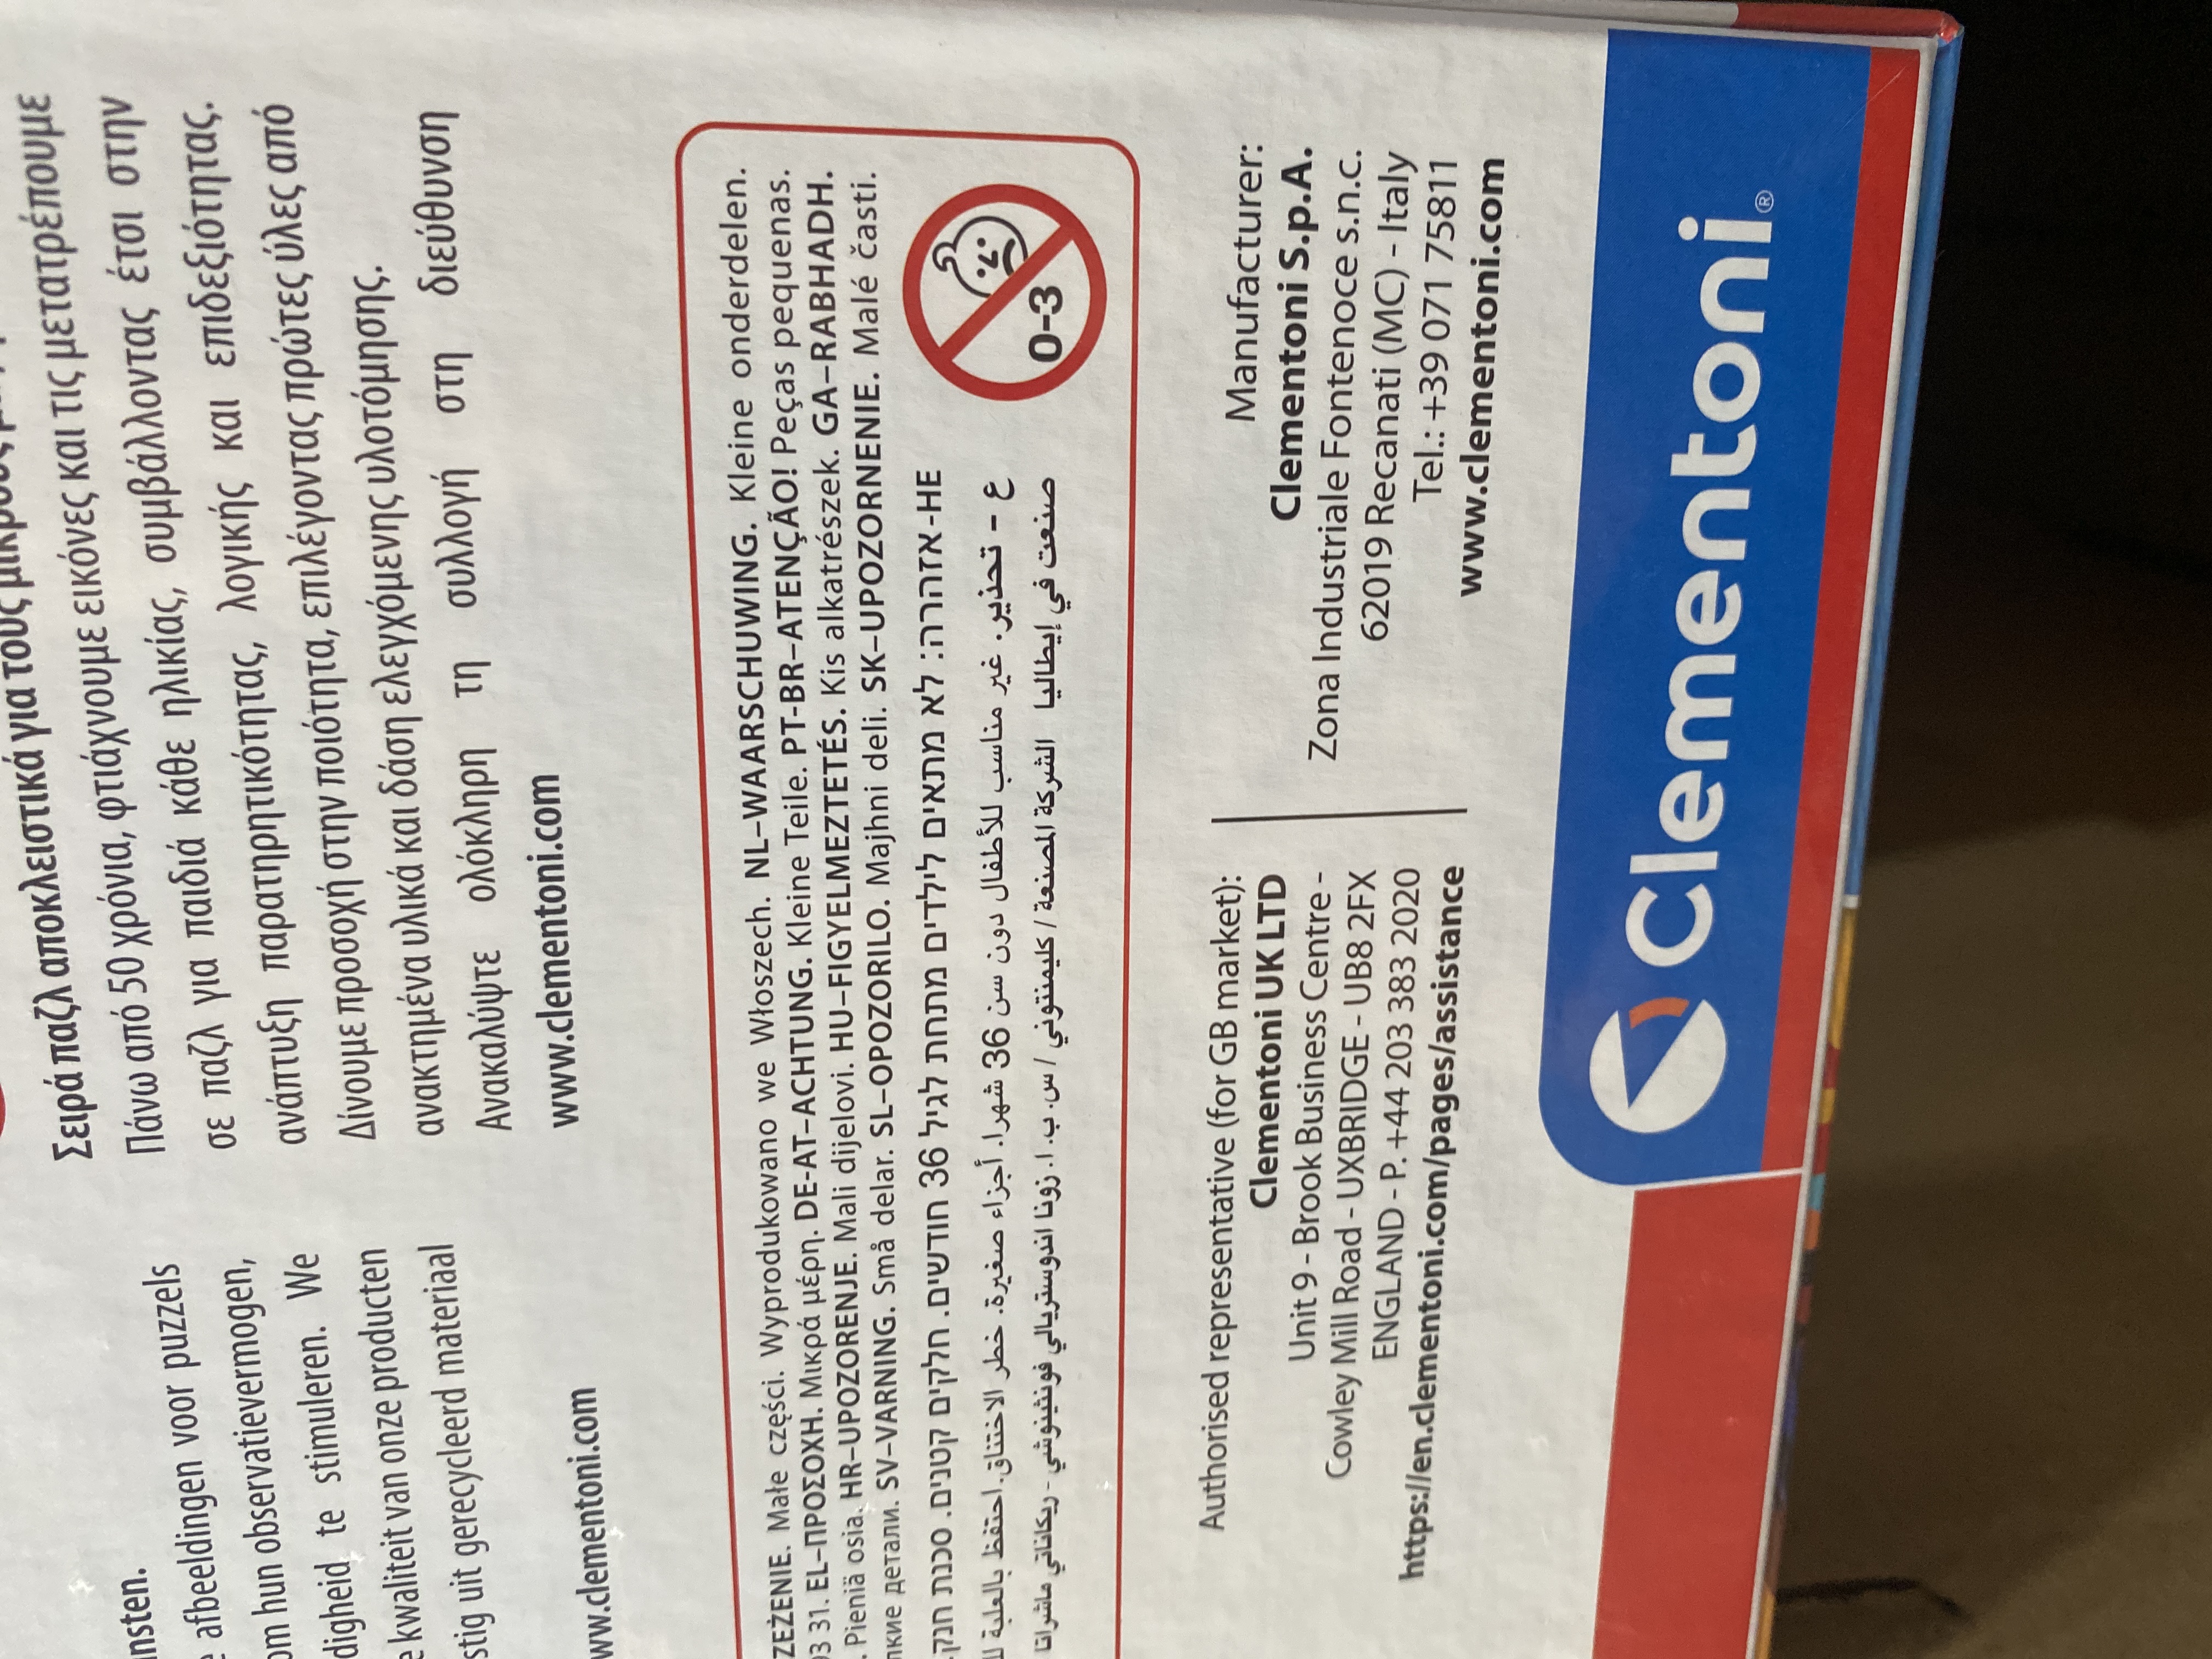 nsten.
afbeeldingen voor puzzels
om hun observatievermogen,
digheid te stimuleren. We
kwaliteit van onze producten
stig uit gerecycleerd materiaal
ww.clementoni.com
Σειρά παζλ αποκλειστικά για τους μικρούς
Πάνω από 50 χρόνια, φτιάχνουμε εικόνες και τις μετατρέπουμε
σε παζλ για παιδιά κάθε ηλικίας, συμβάλλοντας έτσι στην
ανάπτυξη παρατηρητικότητας, λογικής και επιδεξιότητας.
Δίνουμε προσοχή στην ποιότητα, επιλέγοντας πρώτες ύλες από
ανακτημένα υλικά και δάση ελεγχόμενης υλοτόμησης.
Ανακαλύψτε ολόκληρη τη συλλογή στη διεύθυνση
www.clementoni.com
ZEŻENIE. Małe części. Wyprodukowano we Włoszech. NL–WAARSCHUWING. Kleine onderdelen.
03 31. EL–ΠΡΟΣΟΧΗ. Μικρά μέρη. DE-AT–ACHTUNG. Kleine Teile. PT-BR–ATENÇÃO! Peças pequenas.
. Pieniä osia. HR–UPOZORENJE. Mali dijelovi. HU–FIGYELMEZTETÉS. Kis alkatrészek. GA–RABHADH.
лкие детали. SV–VARNING. Små delar. SL–OPOZORILO. Majhni deli. SK–UPOZORNENIE. Malé časti.
HE-אזהרה: לא מתאים לילדים מתחת לגיל 36 חודשים. חלקים קטנים. סכנת חנק.
ع – تحذير. غير مناسب للأطفال دون سن 36 شهرا. أجزاء صغيرة. خطر الاختناق. احتفظ بالعلبة لل
صنعت في إيطاليا الشركة المصنعة / كليمنتوني / س. ب. ا. زونا اندوستريالي فونتينوشي - ريكاناتي ماشراتا
0-3
Authorised representative (for GB market):
Clementoni UK LTD
Unit 9 - Brook Business Centre -
Cowley Mill Road - UXBRIDGE - UB8 2FX
ENGLAND - P. +44 203 383 2020
https://en.clementoni.com/pages/assistance
Manufacturer:
Clementoni S.p.A.
Zona Industriale Fontenoce s.n.c.
62019 Recanati (MC) - Italy
Tel.: +39 071 75811
www.clementoni.com
Clementoni®